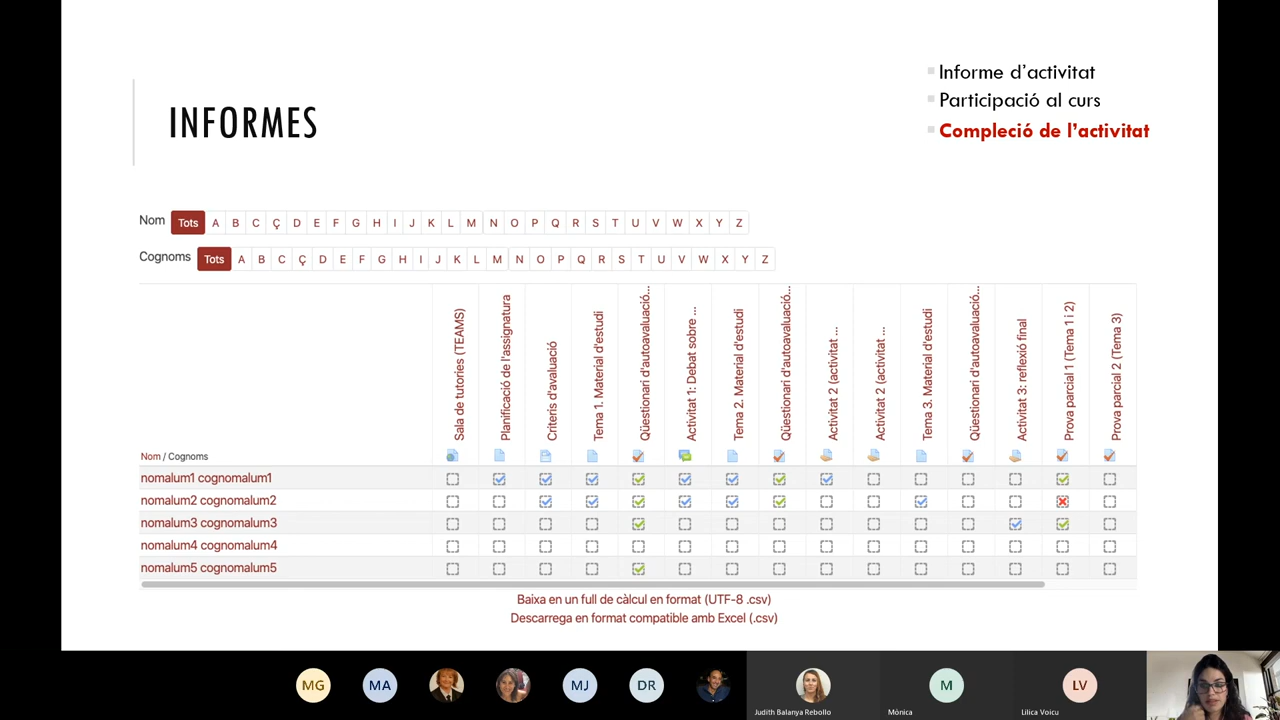 INFORMES
Informe d'activitat
Participació al curs
Compleció de l'activitat
Nom Tots A B C Ç D E F G H I J K L M N O P Q R S T U V W X Y Z
Cognoms Tots A B C Ç D E F G H I J K L M N O P Q R S T U V W X Y Z
Sala de tutories (TEAMS)
Planificació de l'assignatura
Criteris d'avaluació
Tema 1. Material d'estudi
Qüestionari d'autoavaluació...
Activitat 1: Debat sobre ...
Tema 2. Material d'estudi
Qüestionari d'autoavaluació...
Activitat 2 (activitat ...
Activitat 2 (activitat ...
Tema 3. Material d'estudi
Qüestionari d'autoavaluació...
Activitat 3: reflexió final
Prova parcial 1 (Tema 1 i 2)
Prova parcial 2 (Tema 3)
Nom / Cognoms
nomalum1 cognomalum1
nomalum2 cognomalum2
nomalum3 cognomalum3
nomalum4 cognomalum4
nomalum5 cognomalum5
Baixa en un full de càlcul en format (UTF-8 .csv)
Descarrega en format compatible amb Excel (.csv)
MG MA MJ DR M LV
Judith Balanya Rebollo Mònica Lilica Voicu